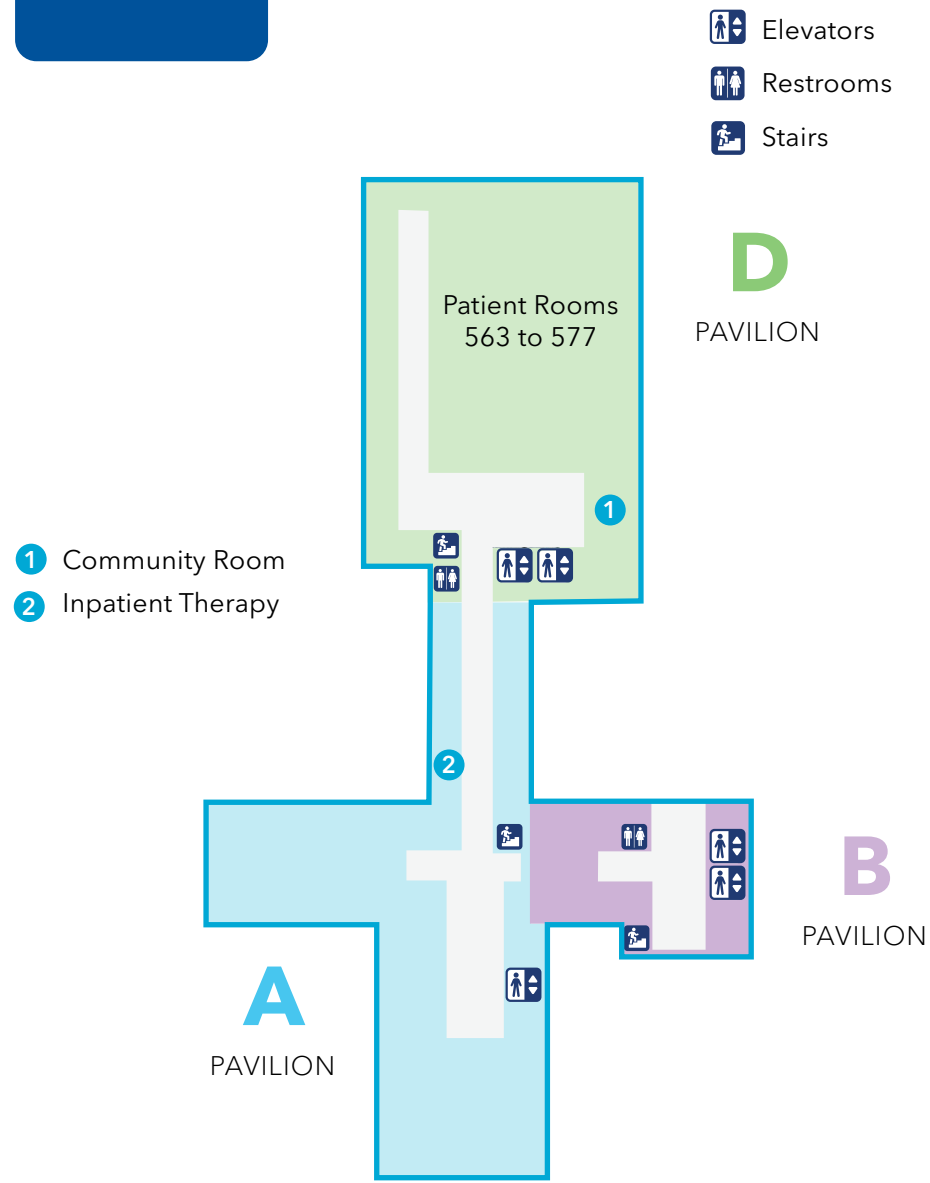 Elevators
Restrooms
Stairs
D
PAVILION
Patient Rooms
563 to 577
1
1 Community Room
2 Inpatient Therapy
2
B
PAVILION
A
PAVILION